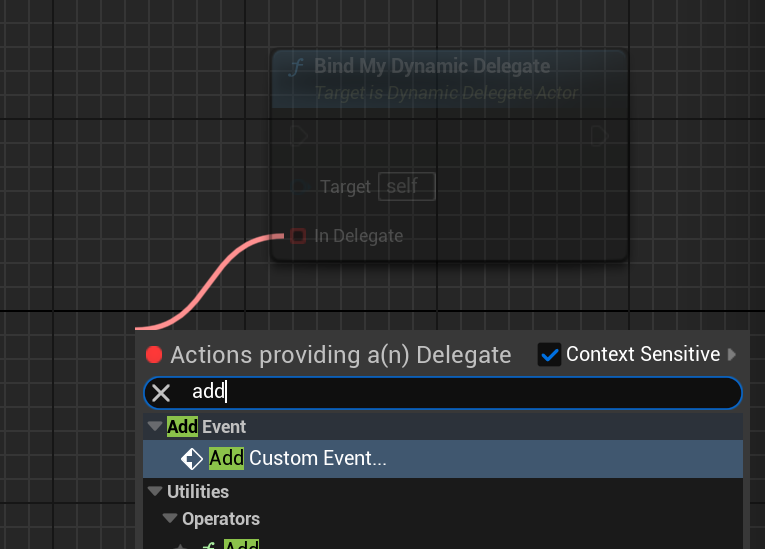 f Bind My Dynamic Delegate
Target is Dynamic Delegate Actor
Target self
In Delegate
Actions providing a(n) Delegate Context Sensitive
add
Add Event
Add Custom Event...
Utilities
Operators
f Add